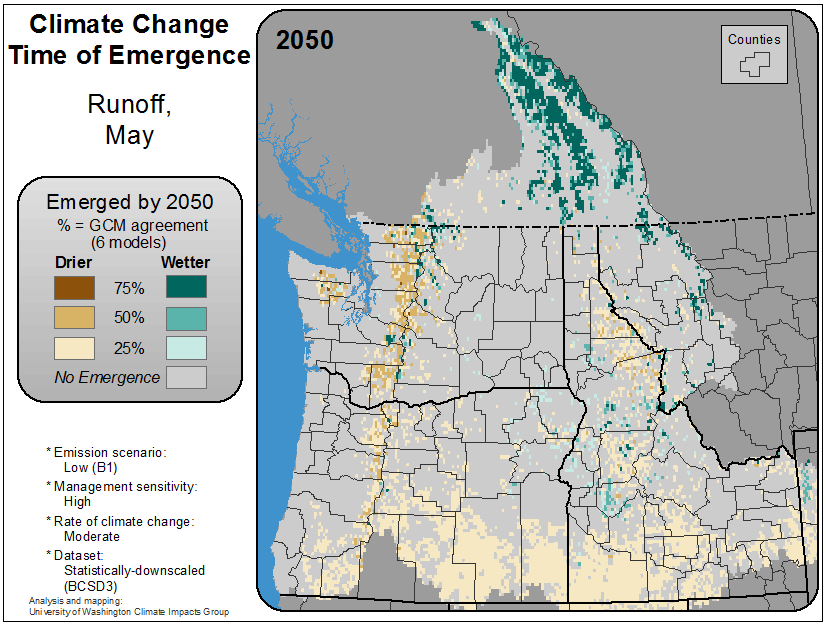 Climate Change
Time of Emergence
Runoff,
May
Emerged by 2050
% = GCM agreement
(6 models)
Drier Wetter
75%
50%
25%
No Emergence
* Emission scenario:
Low (B1)
* Management sensitivity:
High
* Rate of climate change:
Moderate
* Dataset:
Statistically-downscaled
(BCSD3)
Analysis and mapping:
University of Washington Climate Impacts Group
2050
Counties